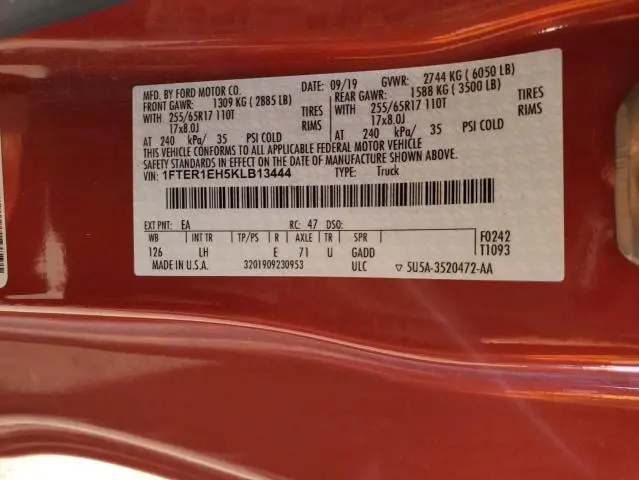 MFD. BY FORD MOTOR CO. DATE: 09/19 GVWR: 2744 KG ( 6050 LB)
FRONT GAWR: 1309 KG ( 2885 LB) REAR GAWR: 1588 KG ( 3500 LB)
WITH 255/65R17 110T TIRES WITH 255/65R17 110T TIRES
17x8.0J RIMS 17x8.0J RIMS
AT 240 kPa/ 35 PSI COLD AT 240 kPa/ 35 PSI COLD
THIS VEHICLE CONFORMS TO ALL APPLICABLE FEDERAL MOTOR VEHICLE
SAFETY STANDARDS IN EFFECT ON THE DATE OF MANUFACTURE SHOWN ABOVE.
VIN: 1FTER1EH5KLB13444 TYPE: Truck
EXT PNT: EA RC: 47 DSO:
WB INT TR TP/PS R AXLE TR SPR F0242
126 LH E 71 U GADD T1093
MADE IN U.S.A. 3201909230953 ULC ▽ 5U5A-3520472-AA